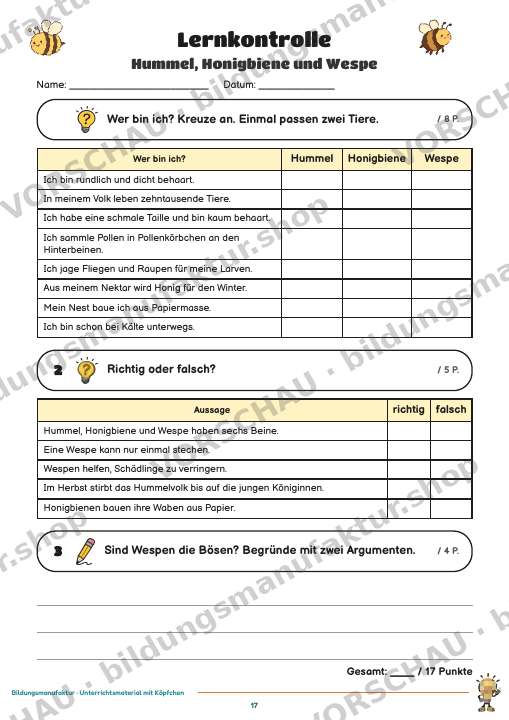 Lernkontrolle
Hummel, Honigbiene und Wespe
Name: Datum:
Wer bin ich? Kreuze an. Einmal passen zwei Tiere. / 8 P.
Wer bin ich? Hummel Honigbiene Wespe
Ich bin rundlich und dicht behaart.
In meinem Volk leben zehntausende Tiere.
Ich habe eine schmale Taille und bin kaum behaart.
Ich sammle Pollen in Pollenkörbchen an den
Hinterbeinen.
Ich jage Fliegen und Raupen für meine Larven.
Aus meinem Nektar wird Honig für den Winter.
Mein Nest baue ich aus Papiermasse.
Ich bin schon bei Kälte unterwegs.
2 Richtig oder falsch? / 5 P.
Aussage richtig falsch
Hummel, Honigbiene und Wespe haben sechs Beine.
Eine Wespe kann nur einmal stechen.
Wespen helfen, Schädlinge zu verringern.
Im Herbst stirbt das Hummelvolk bis auf die jungen Königinnen.
Honigbienen bauen ihre Waben aus Papier.
3 Sind Wespen die Bösen? Begründe mit zwei Argumenten. / 4 P.
Gesamt: ____ / 17 Punkte
Bildungsmanufaktur · Unterrichtsmaterial mit Köpfchen
17
VORSCHAU · bildungsmanufaktur.shop